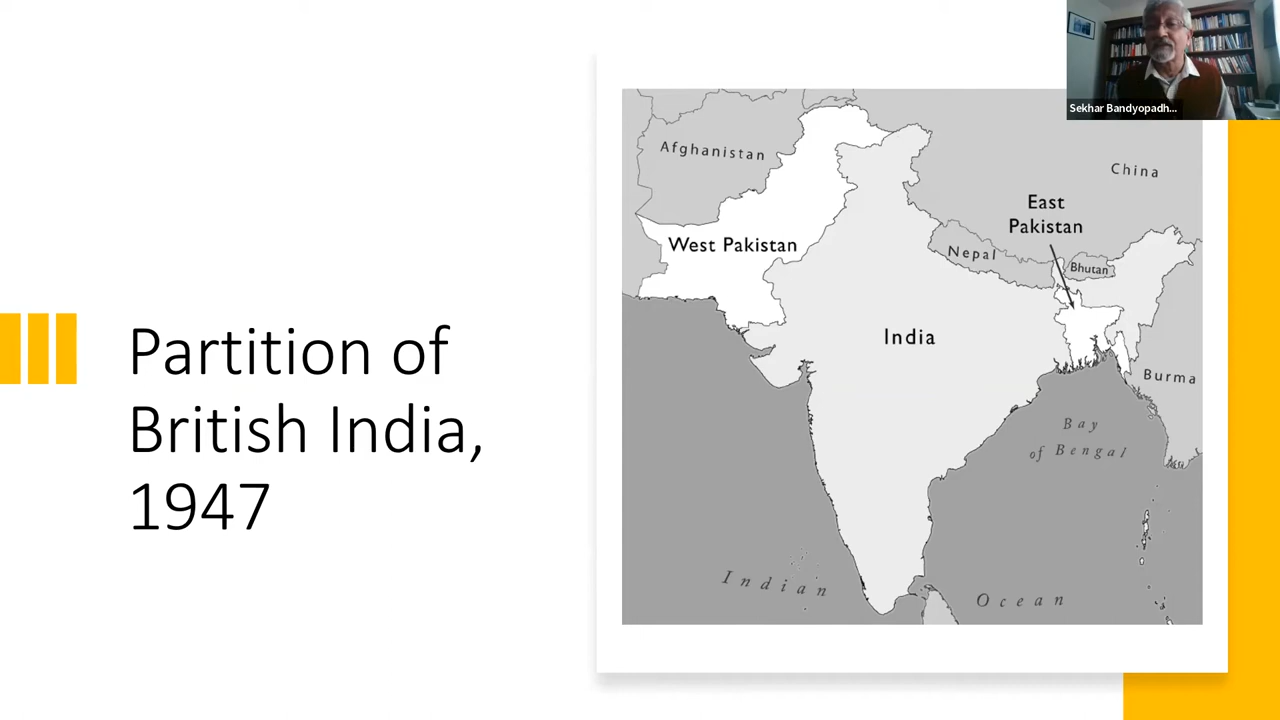 Partition of
British India,
1947
Sekhar Bandyopadh...
Afghanistan
China
East
Pakistan
West Pakistan
Nepal
Bhutan
India
Burma
Bay
of Bengal
Indian
Ocean